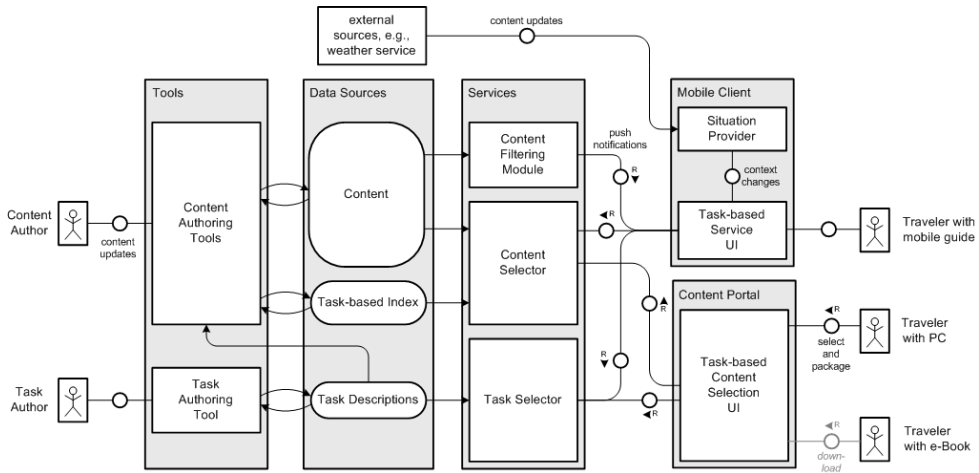 external
sources, e.g.,
weather service
content updates
Tools
Data Sources
Services
Mobile Client
Content
Authoring
Tools
Content
Content
Filtering
Module
push
notifications
R
Situation
Provider
context
changes
Content
Author
content
updates
Task-based
Service
UI
Traveler with
mobile guide
R
Content
Selector
Task-based Index
Content Portal
R
R
select and
package
Traveler
with PC
R
Task
Author
Task
Authoring
Tool
Task Descriptions
Task Selector
R
Task-based
Content
Selection
UI
R
down-
load
Traveler
with e-Book